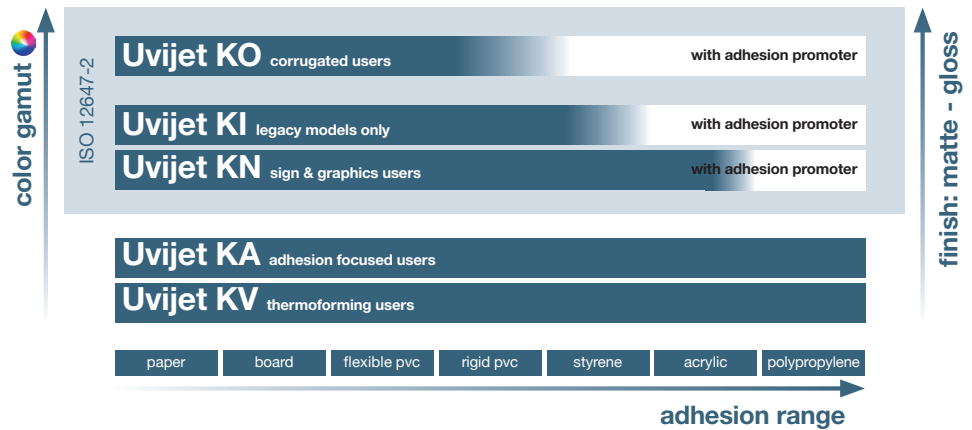 color gamut
ISO 12647-2
Uvijet KO corrugated users with adhesion promoter
Uvijet KI legacy models only with adhesion promoter
Uvijet KN sign & graphics users with adhesion promoter
Uvijet KA adhesion focused users
Uvijet KV thermoforming users
finish: matte - gloss
paper board flexible pvc rigid pvc styrene acrylic polypropylene
adhesion range